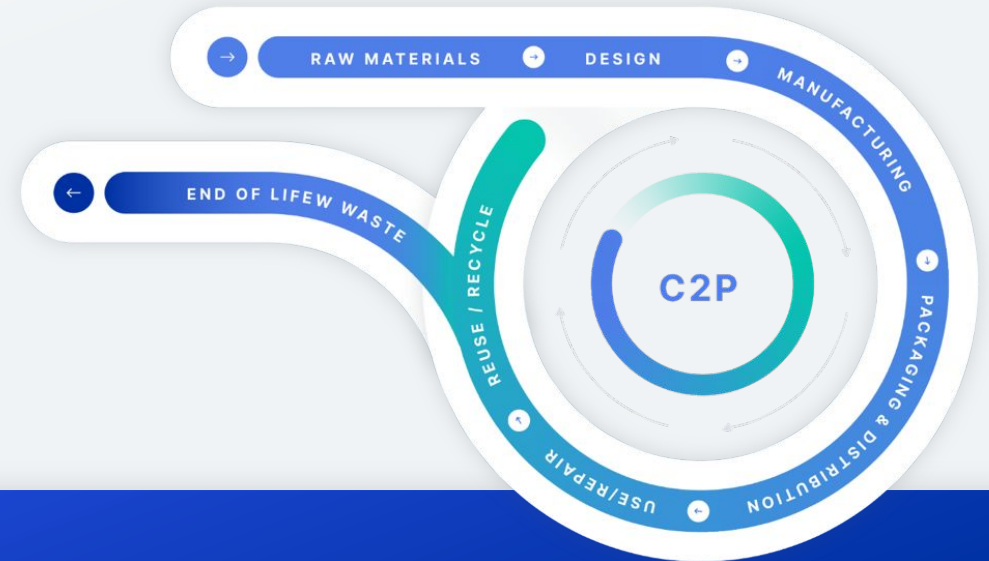 RAW MATERIALS
DESIGN
MANUFACTURING
PACKAGING & DISTRIBUTION
USE/REPAIR
REUSE / RECYCLE
END OF LIFEW WASTE
C2P